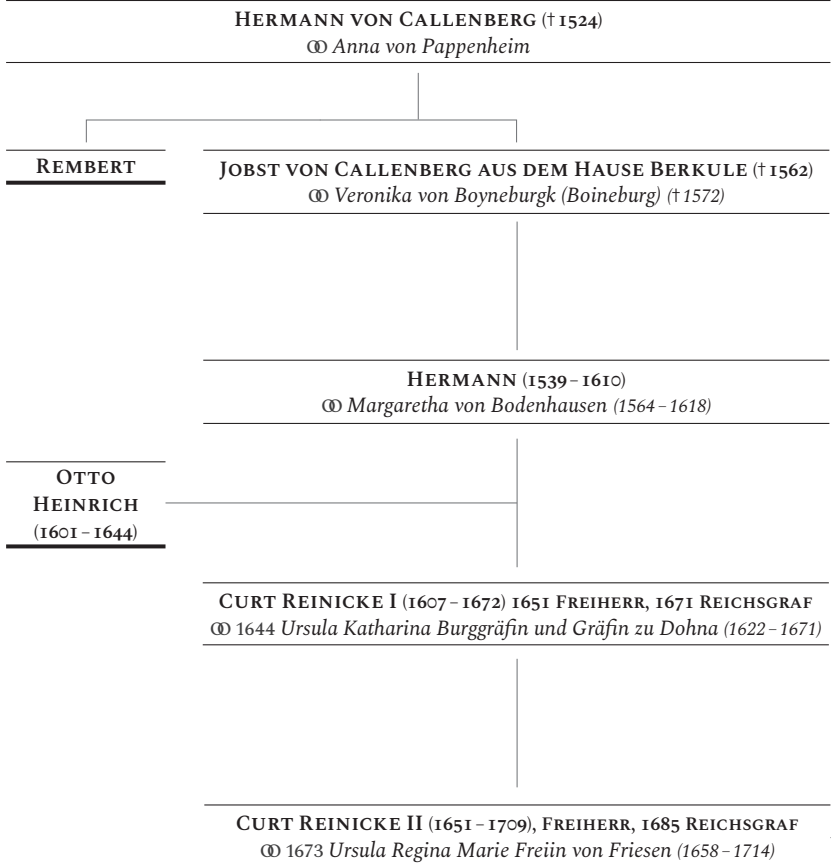 HERMANN VON CALLENBERG († 1524)
⚭ Anna von Pappenheim
REMBERT
JOBST VON CALLENBERG AUS DEM HAUSE BERKULE († 1562)
⚭ Veronika von Boyneburgk (Boineburg) († 1572)
HERMANN (1539–1610)
⚭ Margaretha von Bodenhausen (1564–1618)
OTTO
HEINRICH
(1601–1644)
CURT REINICKE I (1607–1672) 1651 FREIHERR, 1671 REICHSGRAF
⚭ 1644 Ursula Katharina Burggräfin und Gräfin zu Dohna (1622–1671)
CURT REINICKE II (1651–1709), FREIHERR, 1685 REICHSGRAF
⚭ 1673 Ursula Regina Marie Freiin von Friesen (1658–1714)